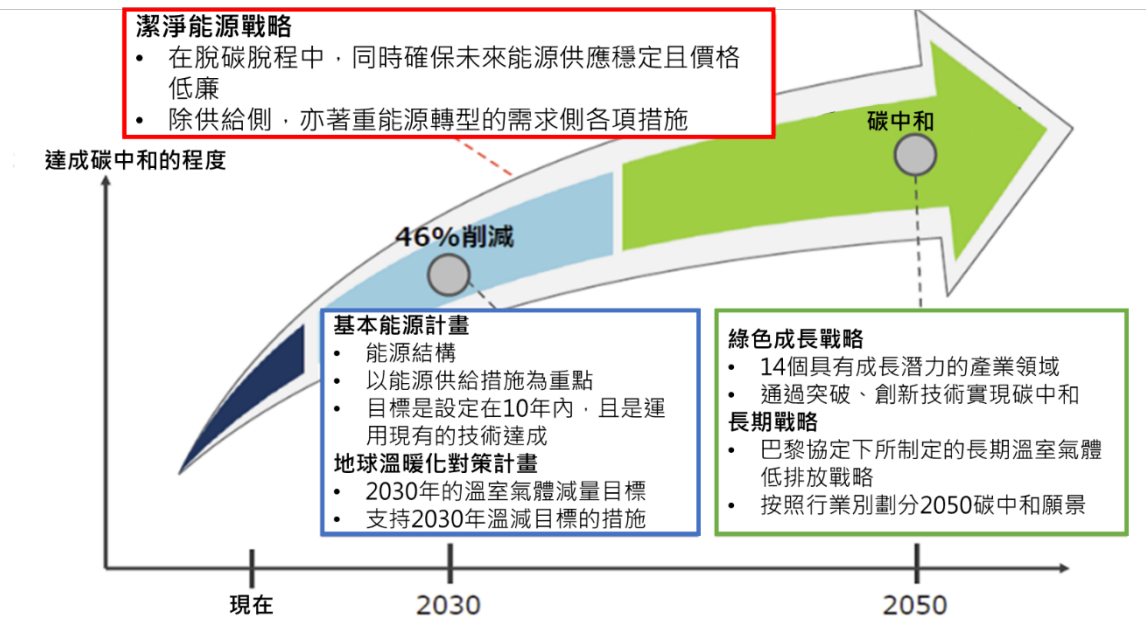 潔淨能源戰略
• 在脫碳脫程中，同時確保未來能源供應穩定且價格
低廉
• 除供給側，亦著重能源轉型的需求側各項措施
達成碳中和的程度
碳中和
46%削減
基本能源計畫
• 能源結構
• 以能源供給措施為重點
• 目標是設定在10年內，且是運
用現有的技術達成
地球溫暖化對策計畫
• 2030年的溫室氣體減量目標
• 支持2030年溫減目標的措施
綠色成長戰略
• 14個具有成長潛力的產業領域
• 通過突破、創新技術實現碳中和
長期戰略
• 巴黎協定下所制定的長期溫室氣體
低排放戰略
• 按照行業別劃分2050碳中和願景
現在
2030
2050